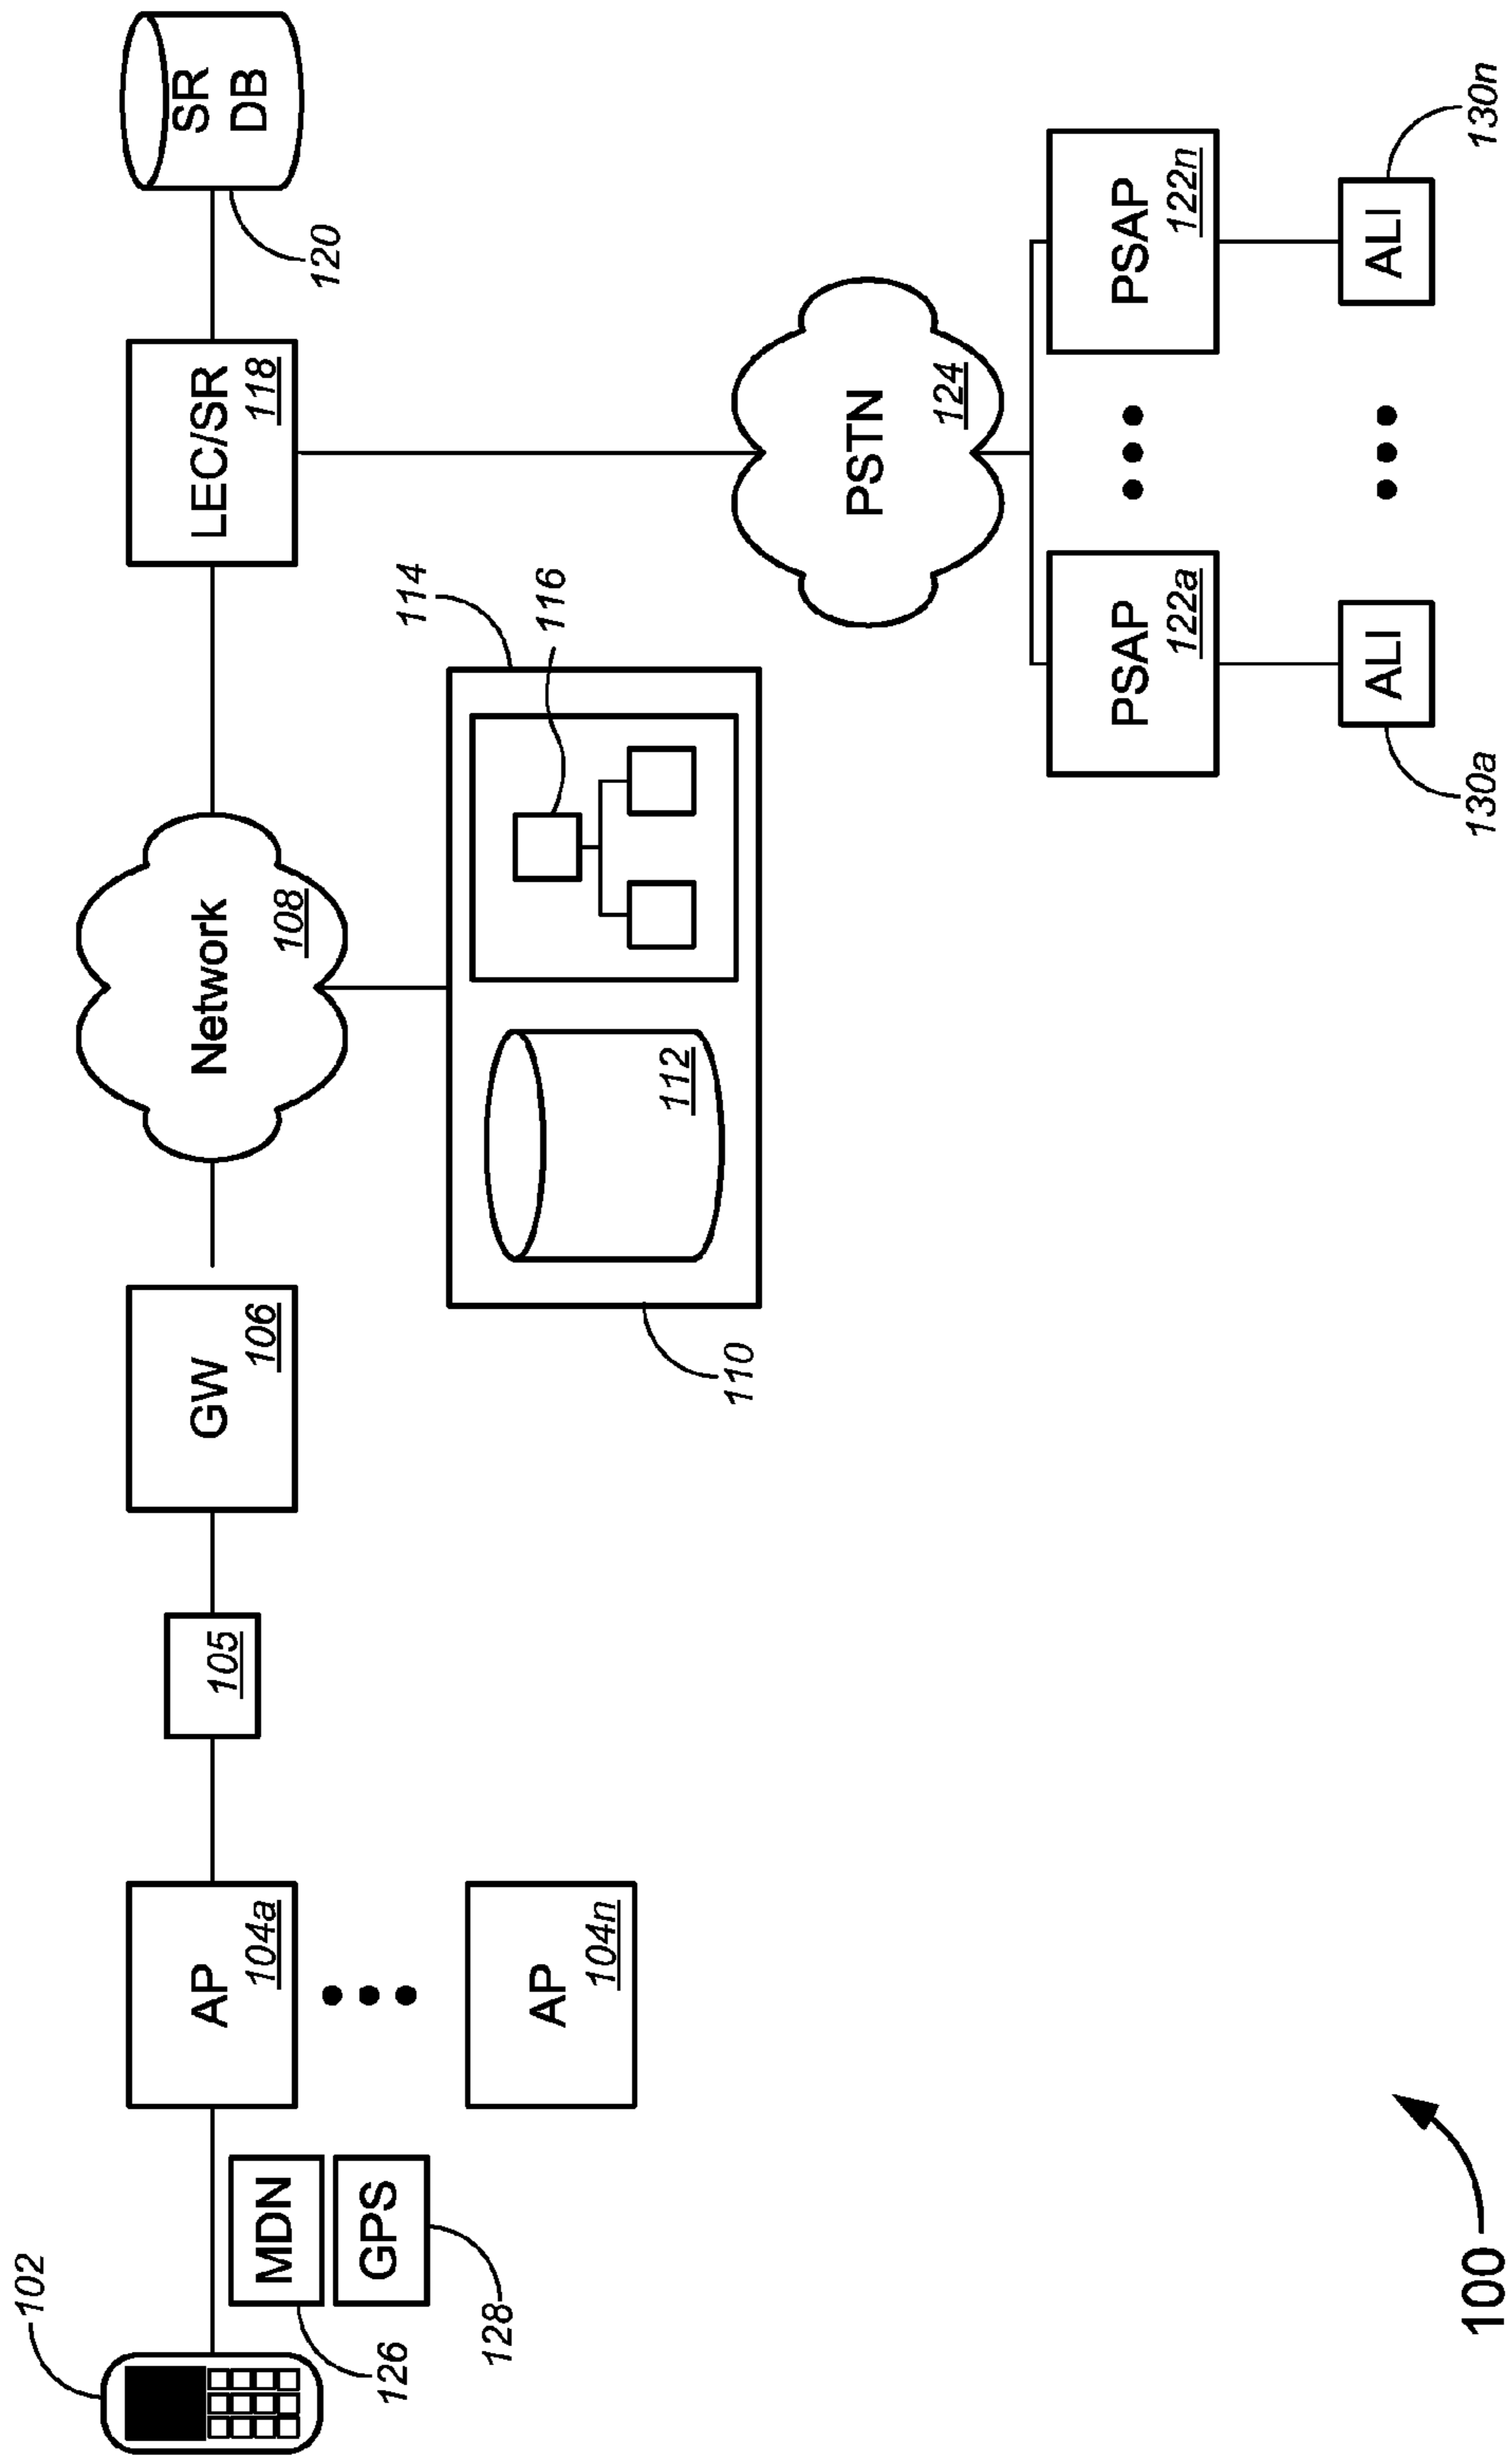 102
126
MDN
128
GPS
AP
104a
AP
104n
105
GW
106
Network
108
110
112
114
116
LEC/SR
118
SR
DB
120
PSTN
124
PSAP
122a
PSAP
122n
ALI
130a
ALI
130n
100